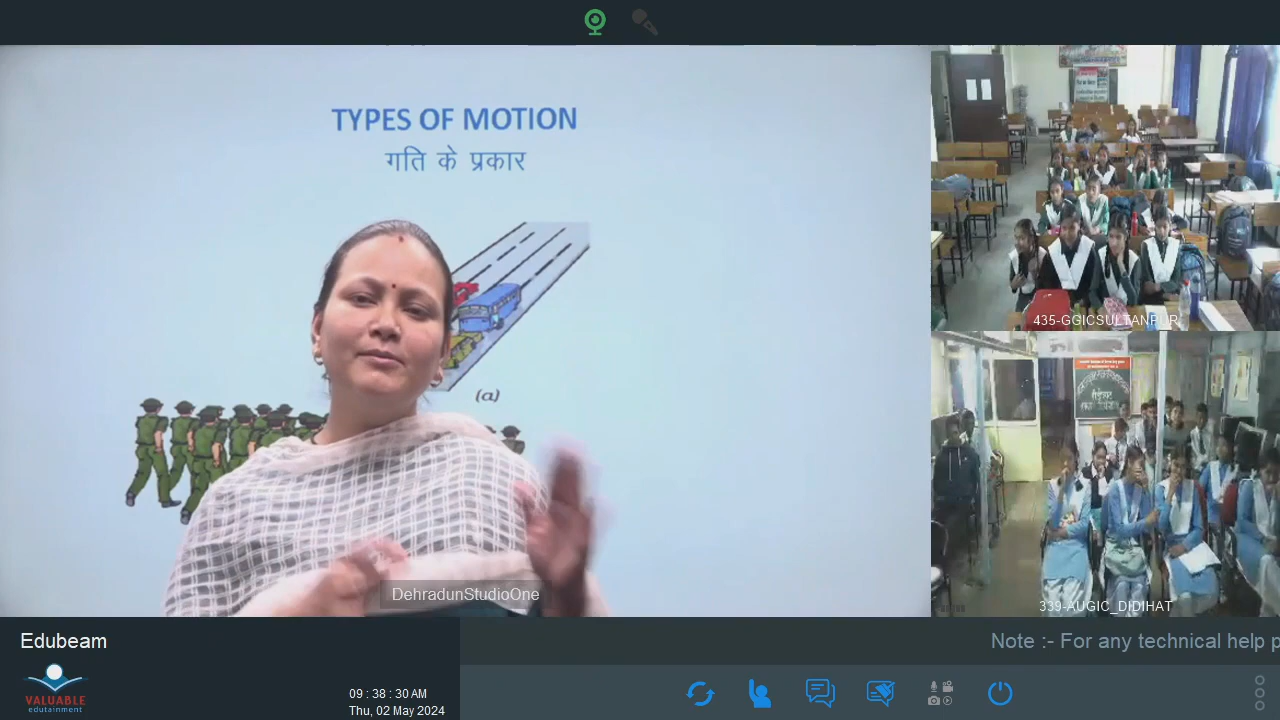 TYPES OF MOTION
गति के प्रकार
(a)
DehradunStudioOne
435-GGICSULTANPUR
339-AUGIC_DIDIHAT
Edubeam
Note :- For any technical help p
VALUABLE
edutainment
09 : 38 : 30 AM
Thu, 02 May 2024